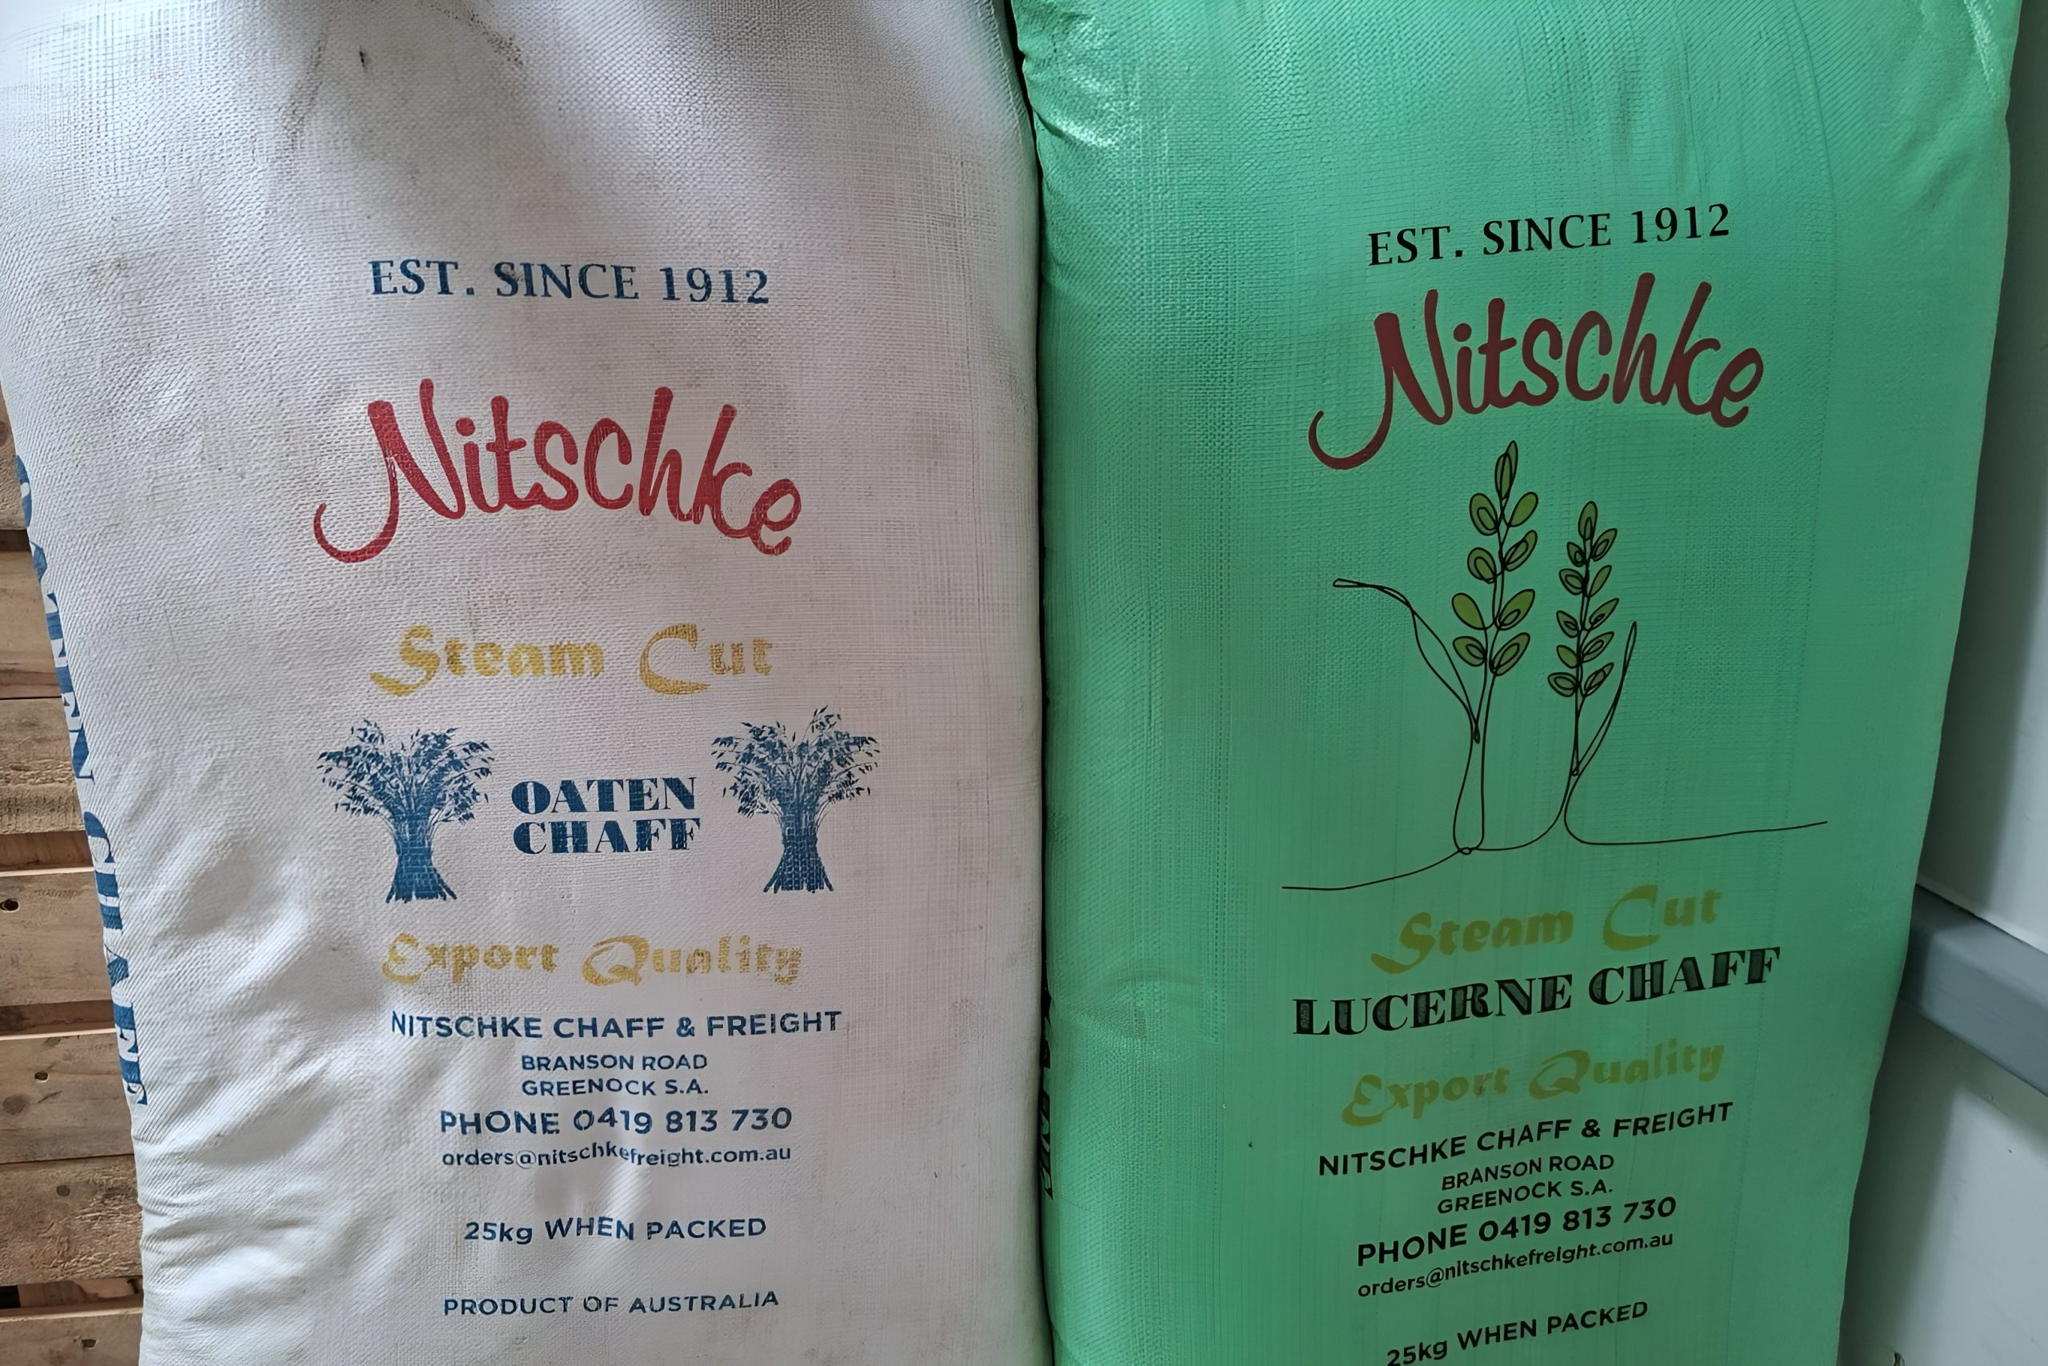 EST. SINCE 1912
Nitschke
Steam Cut
OATEN
CHAFF
Export Quality
NITSCHKE CHAFF & FREIGHT
BRANSON ROAD
GREENOCK S.A.
PHONE 0419 813 730
orders@nitschkefreight.com.au
25kg WHEN PACKED
PRODUCT OF AUSTRALIA
OATEN CHAFF
EST. SINCE 1912
Nitschke
Steam Cut
LUCERNE CHAFF
Export Quality
NITSCHKE CHAFF & FREIGHT
BRANSON ROAD
GREENOCK S.A.
PHONE 0419 813 730
orders@nitschkefreight.com.au
25kg WHEN PACKED